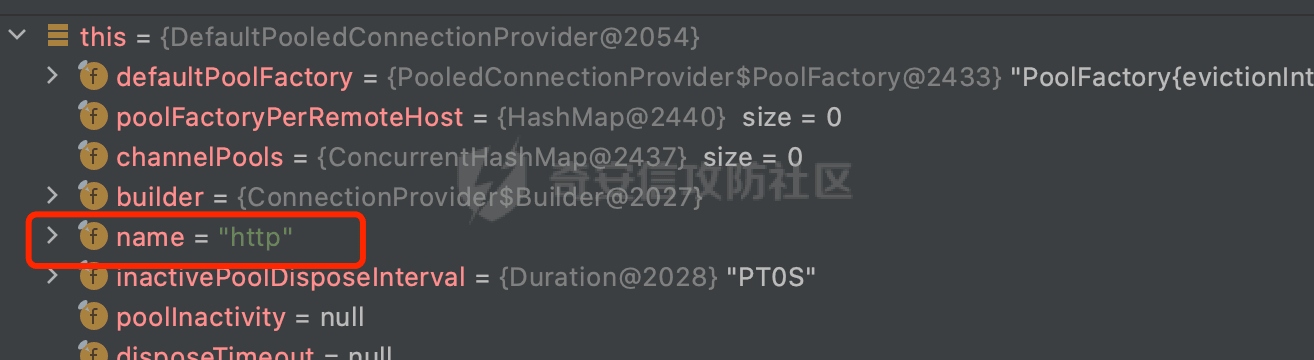 this = {DefaultPooledConnectionProvider@2054}
f defaultPoolFactory = {PooledConnectionProvider$PoolFactory@2433} "PoolFactory{evictionInt
f poolFactoryPerRemoteHost = {HashMap@2440} size = 0
f channelPools = {ConcurrentHashMap@2437} size = 0
奇安信攻防社区
f builder = {ConnectionProvider$Builder@2027}
f name = "http"
f inactivePoolDisposeInterval = {Duration@2028} "PT0S"
f poolInactivity = null
f disposeTimeout = null